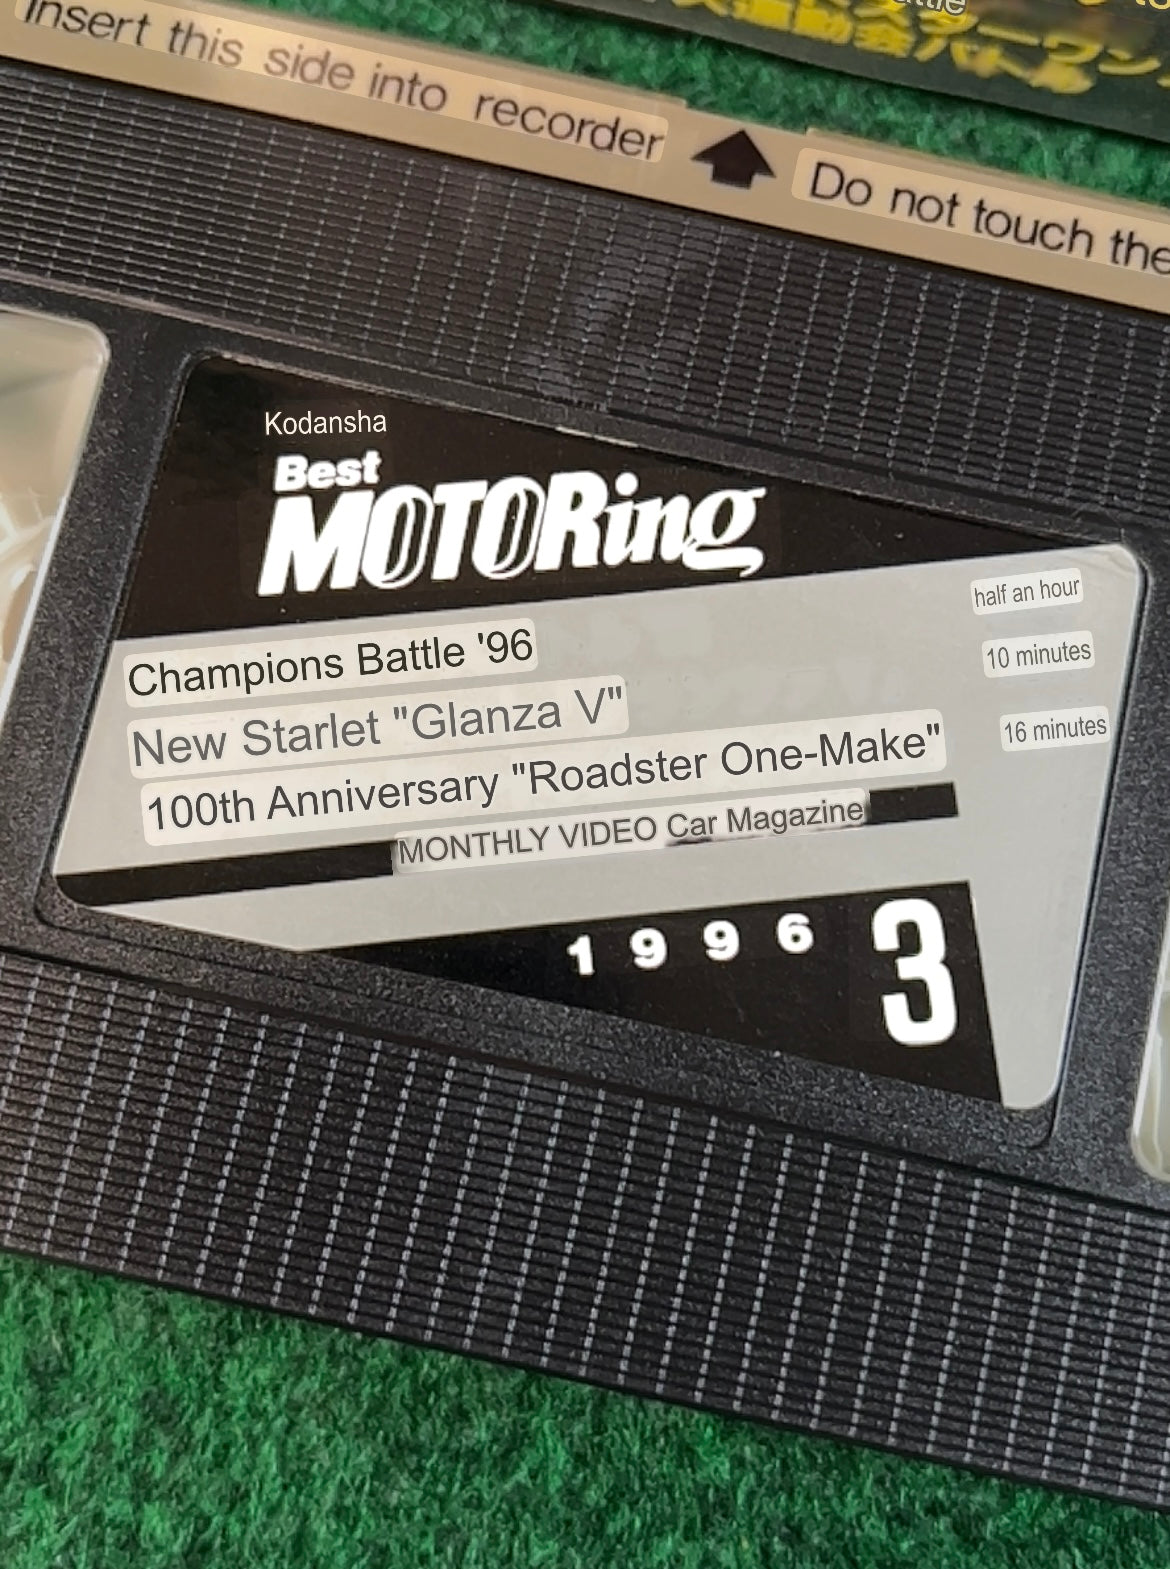 Insert this side into recorder
Do not touch the
Kodansha
Best
MOTORing
half an hour
Champions Battle '96
10 minutes
New Starlet "Glanza V"
16 minutes
100th Anniversary "Roadster One-Make"
MONTHLY VIDEO Car Magazine
1996 3